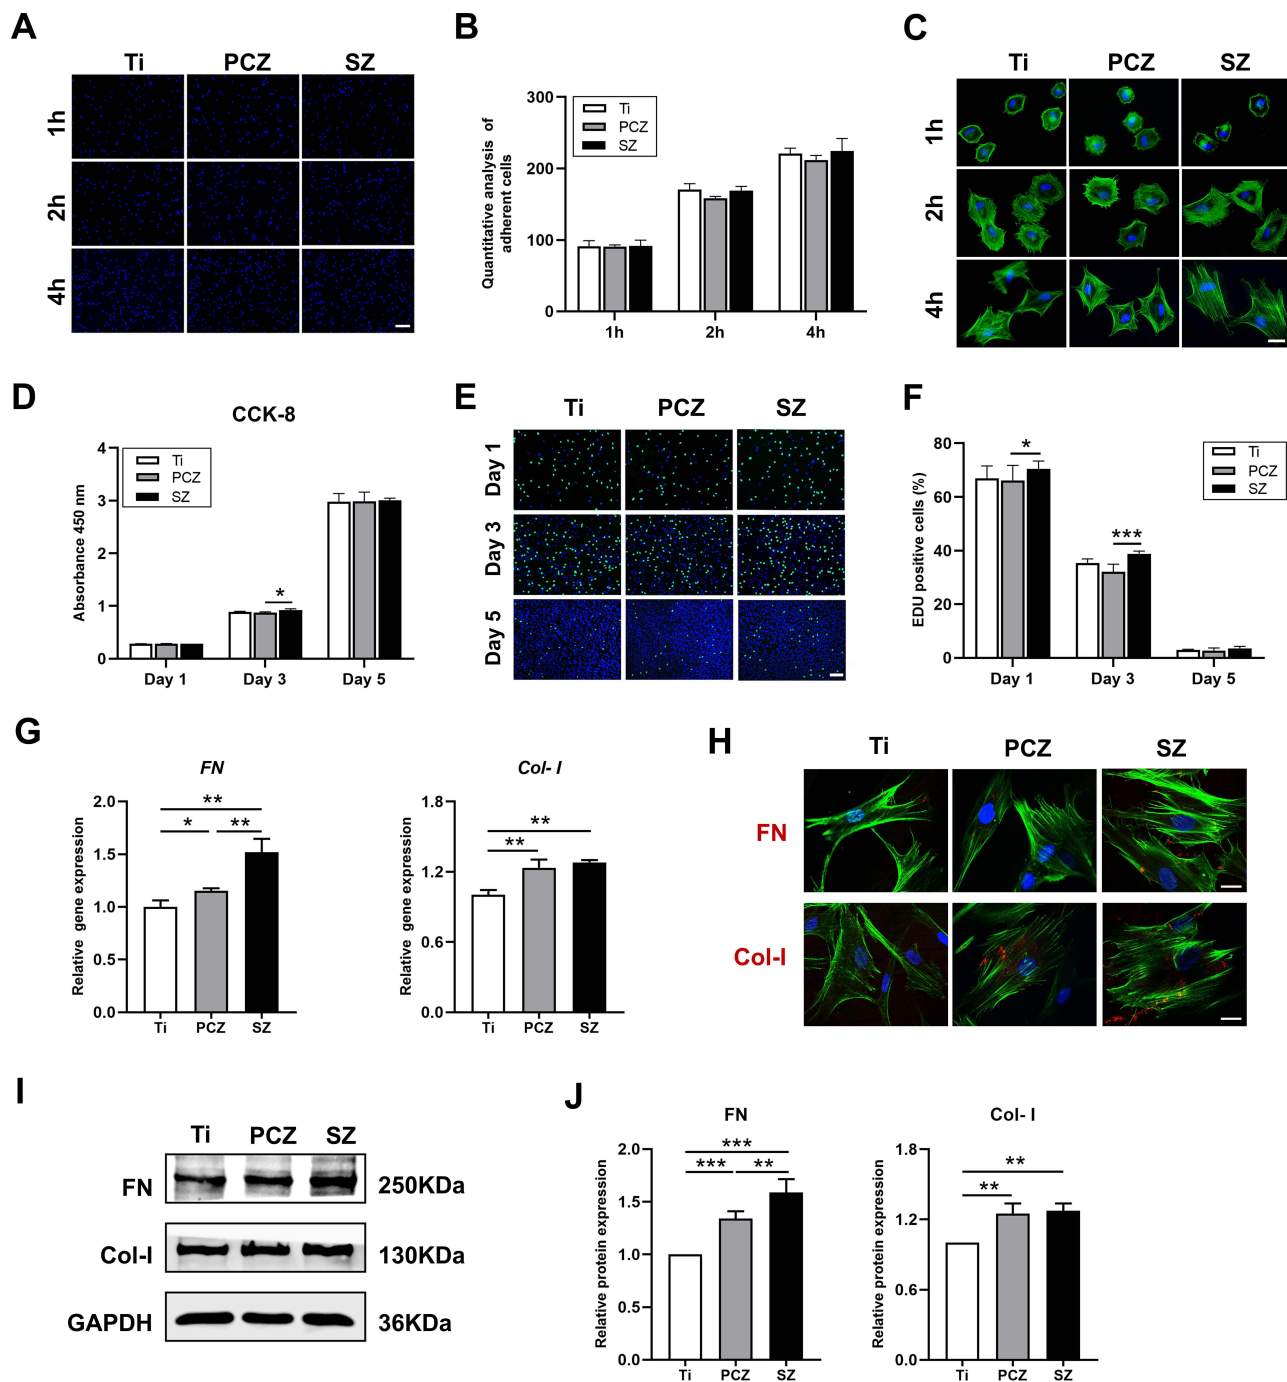 A
Ti PCZ SZ
1h
2h
4h
B
Quantitative analysis of
adherent cells
300
200
100
0
Ti
PCZ
SZ
1h 2h 4h
C
Ti PCZ SZ
1h
2h
4h
D
CCK-8
Absorbance 450 nm
4
3
2
1
0
Ti
PCZ
SZ
*
Day 1 Day 3 Day 5
E
Ti PCZ SZ
Day 1
Day 3
Day 5
F
EDU positive cells (%)
80
60
40
20
0
*
***
Ti
PCZ
SZ
Day 1 Day 3 Day 5
G
FN
Relative gene expression
2.0
1.5
1.0
0.5
0.0
**
* **
Ti PCZ SZ
Col- I
Relative gene expression
1.8
1.2
0.6
0.0
**
**
Ti PCZ SZ
H
Ti PCZ SZ
FN
Col-I
I
Ti PCZ SZ
FN 250KDa
Col-I 130KDa
GAPDH 36KDa
J
FN
Relative protein expression
2.0
1.5
1.0
0.5
0.0
***
*** **
Ti PCZ SZ
Col- I
Relative protein expression
1.8
1.2
0.6
0.0
**
**
Ti PCZ SZ